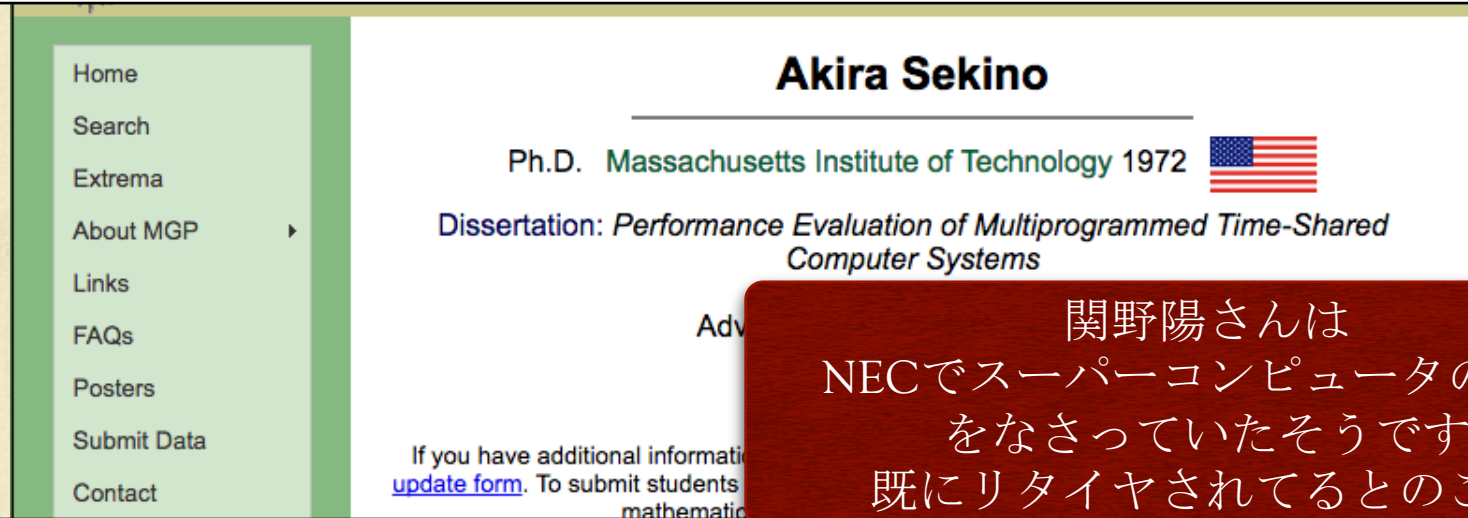 Home
Search
Extrema
About MGP
Links
FAQs
Posters
Submit Data
Contact
Akira Sekino
Ph.D. Massachusetts Institute of Technology 1972
Dissertation: Performance Evaluation of Multiprogrammed Time-Shared
Computer Systems
If you have additional
update form. To submit students
関野陽さんは
NECでスーパーコンピュータ
をなさっていたそうです
既にリタイヤされてるとの